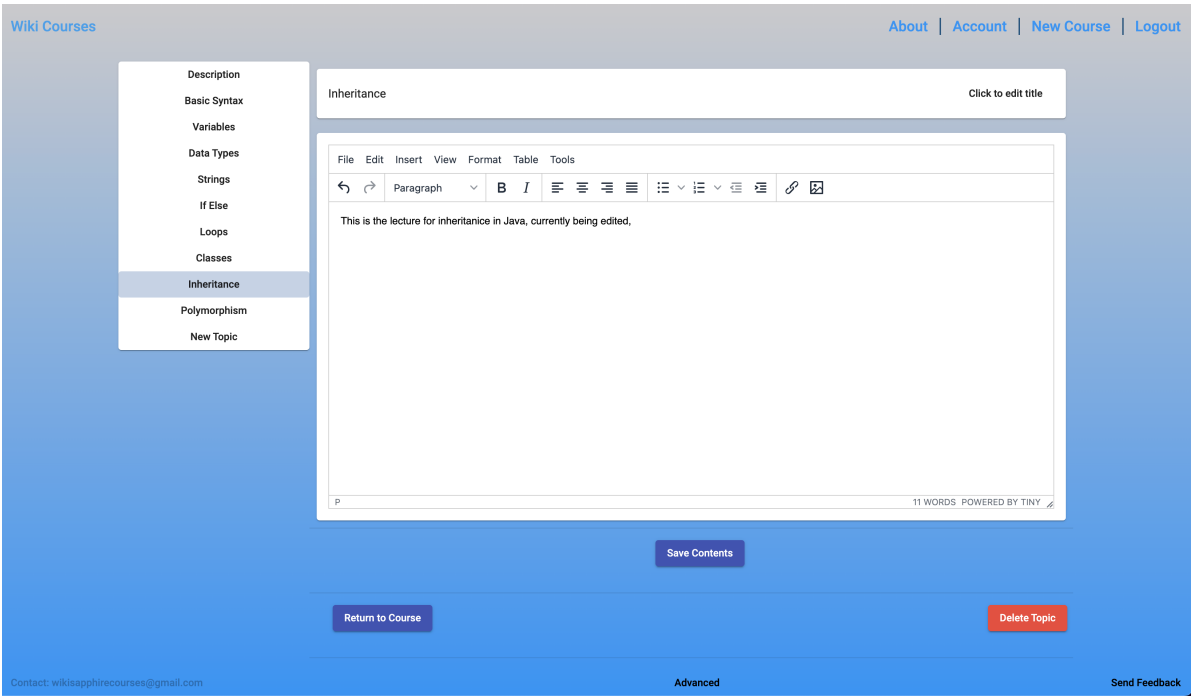 Wiki Courses
About | Account | New Course | Logout
Description
Basic Syntax
Variables
Data Types
Strings
If Else
Loops
Classes
Inheritance
Polymorphism
New Topic
Inheritance Click to edit title
File Edit Insert View Format Table Tools
Paragraph B I
This is the lecture for inheritanice in Java, currently being edited,
P 11 WORDS POWERED BY TINY
Save Contents
Return to Course Delete Topic
Contact: wikisapphirecourses@gmail.com Advanced Send Feedback